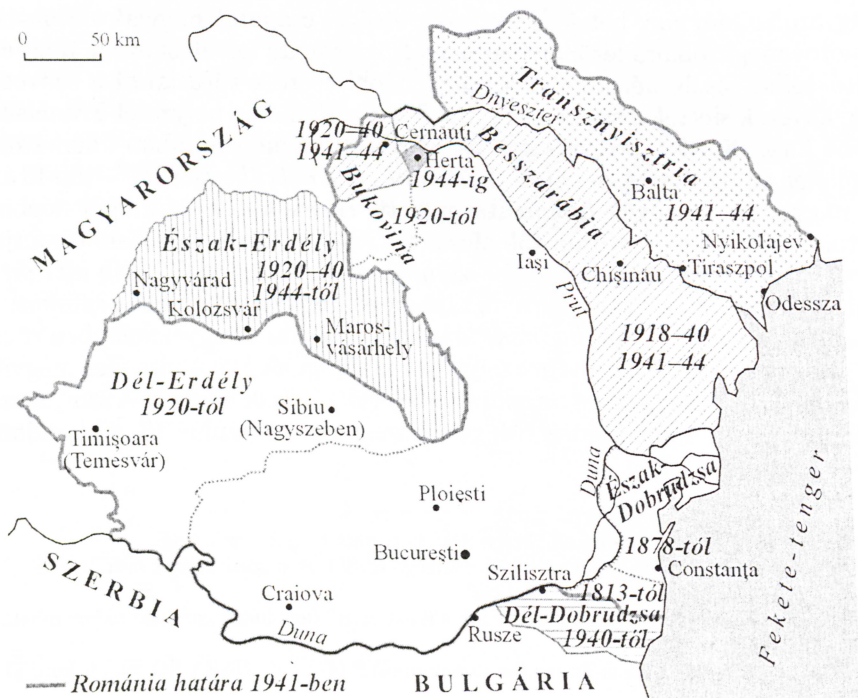 0 50 km
MAGYARORSZÁG
Transznyisztria
Dnyeszter
1920–40
1941–44
Cernauti
Herta
1944-ig
Bukovina
1920-tól
Besszarábia
Balta
1941–44
Nyikolajev
Észak-Erdély
1920–40
1944-től
Nagyvárad
Kolozsvár
Maros-
vásárhely
Iaşi
Prut
Chişinău
Tiraszpol
Odessza
1918–40
1941–44
Dél-Erdély
1920-tól
Sibiu
(Nagyszeben)
Timişoara
(Temesvár)
Duna
Észak-
Dobrudzsa
1878-tól
Constanţa
Fekete-tenger
Ploieşti
Bucureşti
SZERBIA
Craiova
Duna
Szilisztra
1813-tól
Dél-Dobrudzsa
1940-től
Rusze
BULGÁRIA
Románia határa 1941-ben